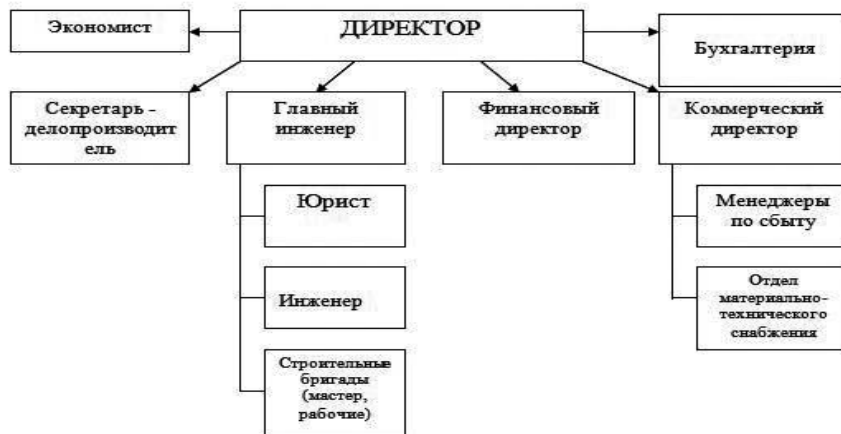 Экономист
ДИРЕКТОР
Бухгалтерия
Секретарь -
делопроизводит
ель
Главный
инженер
Финансовый
директор
Коммерческий
директор
Юрист
Менеджеры
по сбыту
Инженер
Отдел
материально-
технического
снабжения
Строительные
бригады
(мастер,
рабочие)